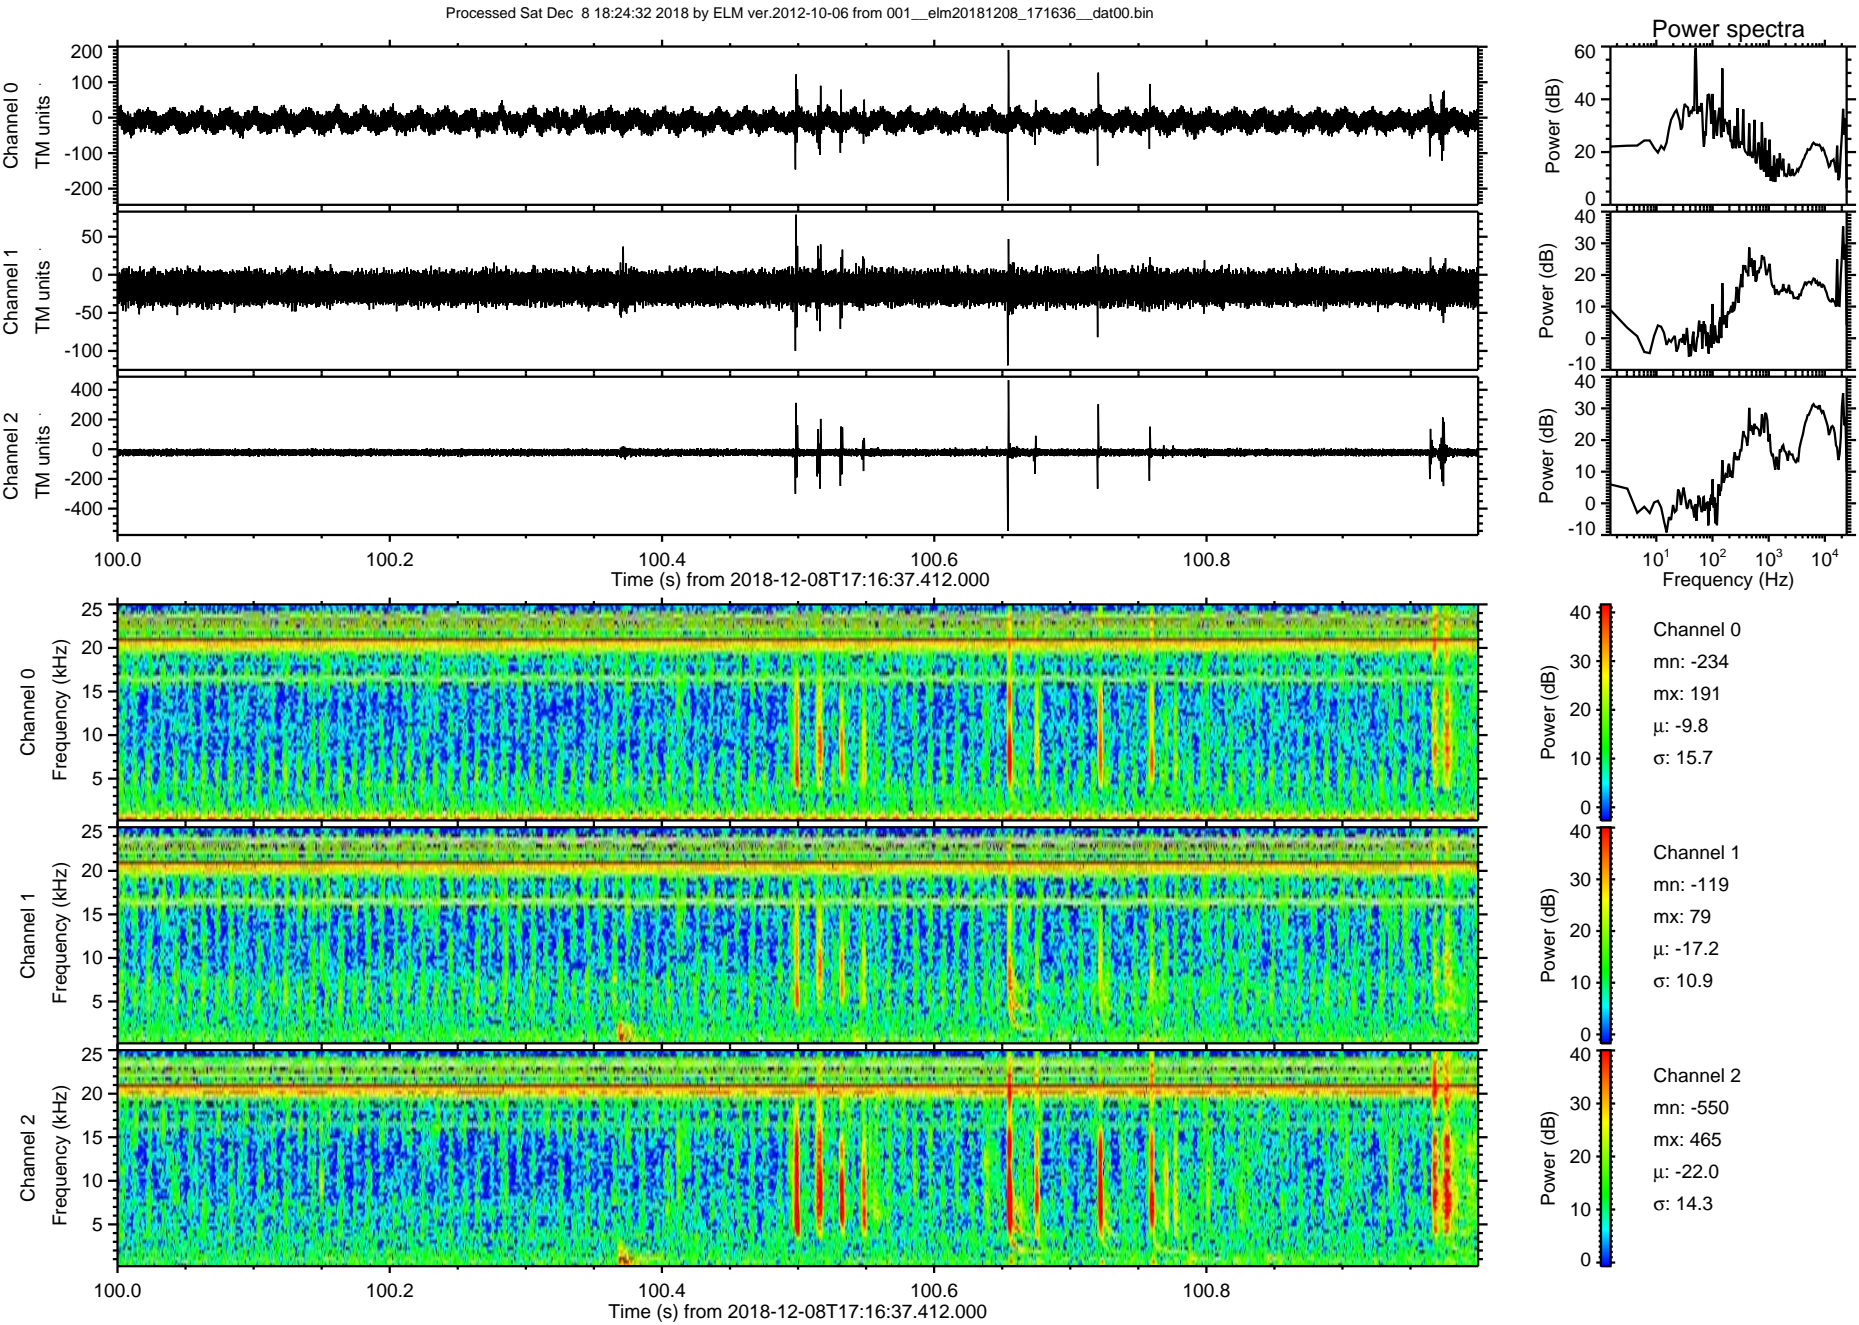 Processed Sat Dec 8 18:24:32 2018 by ELM ver.2012-10-06 from 001__elm20181208_171636__dat00.bin
Power spectra
Channel 0
TM units
200
100
0
-100
-200
Power (dB)
60
40
20
0
Channel 1
TM units
50
0
-50
-100
Power (dB)
40
30
20
10
0
-10
Channel 2
TM units
400
200
0
-200
-400
Power (dB)
40
30
20
10
0
-10
100.0 100.2 100.4 100.6 100.8
Time (s) from 2018-12-08T17:16:37.412.000
10¹ 10² 10³ 10⁴
Frequency (Hz)
Channel 0
Frequency (kHz)
25
20
15
10
5
Power (dB)
40
30
20
10
0
Channel 0
mn: -234
mx: 191
μ: -9.8
σ: 15.7
Channel 1
Frequency (kHz)
25
20
15
10
5
Power (dB)
40
30
20
10
0
Channel 1
mn: -119
mx: 79
μ: -17.2
σ: 10.9
Channel 2
Frequency (kHz)
25
20
15
10
5
Power (dB)
40
30
20
10
0
Channel 2
mn: -550
mx: 465
μ: -22.0
σ: 14.3
100.0 100.2 100.4 100.6 100.8
Time (s) from 2018-12-08T17:16:37.412.000